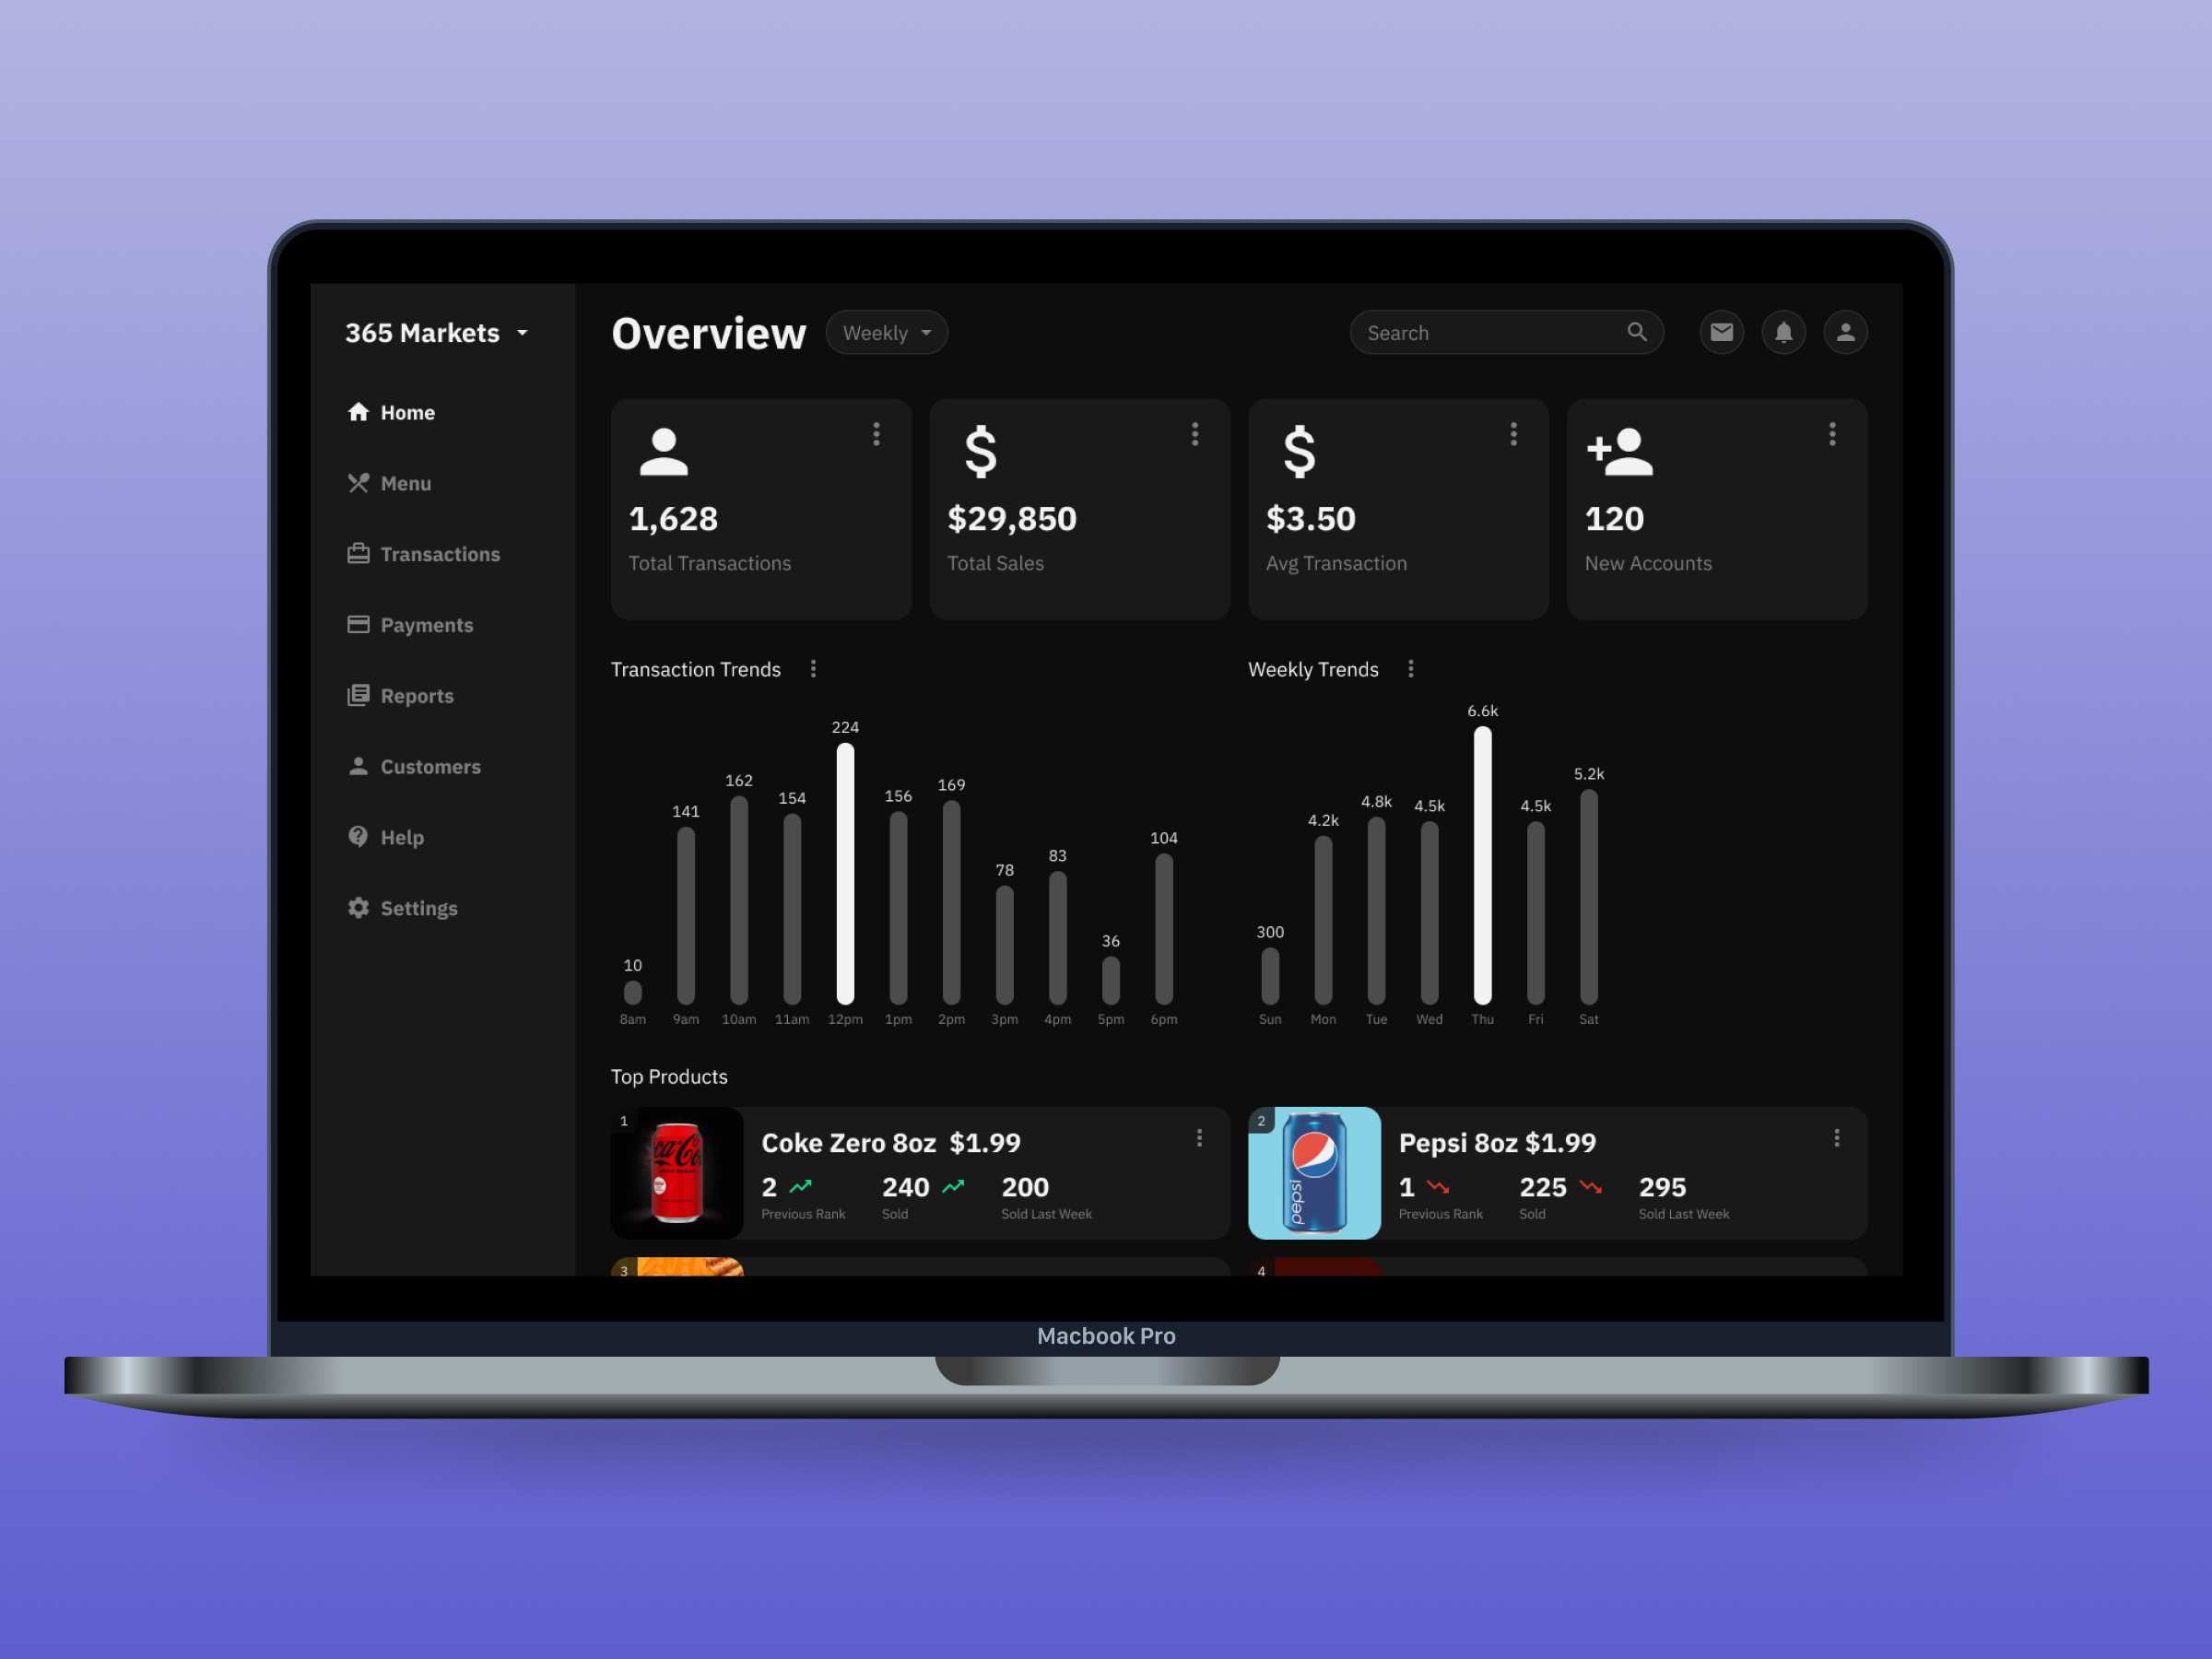 365 Markets
Home
Menu
Transactions
Payments
Reports
Customers
Help
Settings
Overview
Weekly
Search
1,628
Total Transactions
$29,850
Total Sales
$3.50
Avg Transaction
120
New Accounts
Transaction Trends
10 141 162 154 224 156 169 78 83 36 104
8am 9am 10am 11am 12pm 1pm 2pm 3pm 4pm 5pm 6pm
Weekly Trends
300 4.2k 4.8k 4.5k 6.6k 4.5k 5.2k
Sun Mon Tue Wed Thu Fri Sat
Top Products
1
Coke Zero 8oz $1.99
2 240 200
Previous Rank Sold Sold Last Week
2
pepsi
Pepsi 8oz $1.99
1 225 295
Previous Rank Sold Sold Last Week
3
4
Macbook Pro